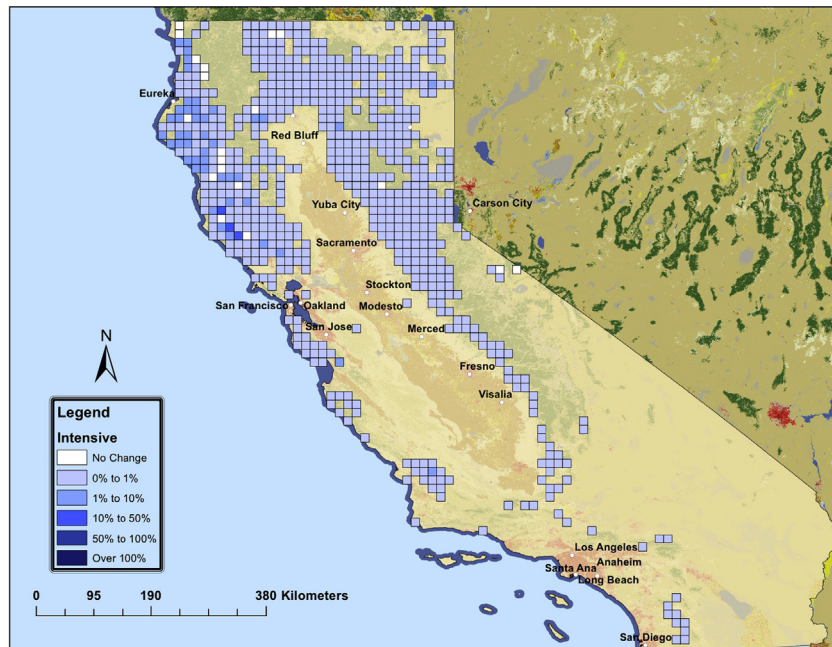 Eureka
Red Bluff
Yuba City
Carson City
Sacramento
Stockton
San Francisco
Oakland
Modesto
San Jose
Merced
N
Fresno
Visalia
Legend
Intensive
No Change
0% to 1%
1% to 10%
10% to 50%
50% to 100%
Over 100%
Los Angeles
Anaheim
Santa Ana
Long Beach
0 95 190 380 Kilometers
San Diego